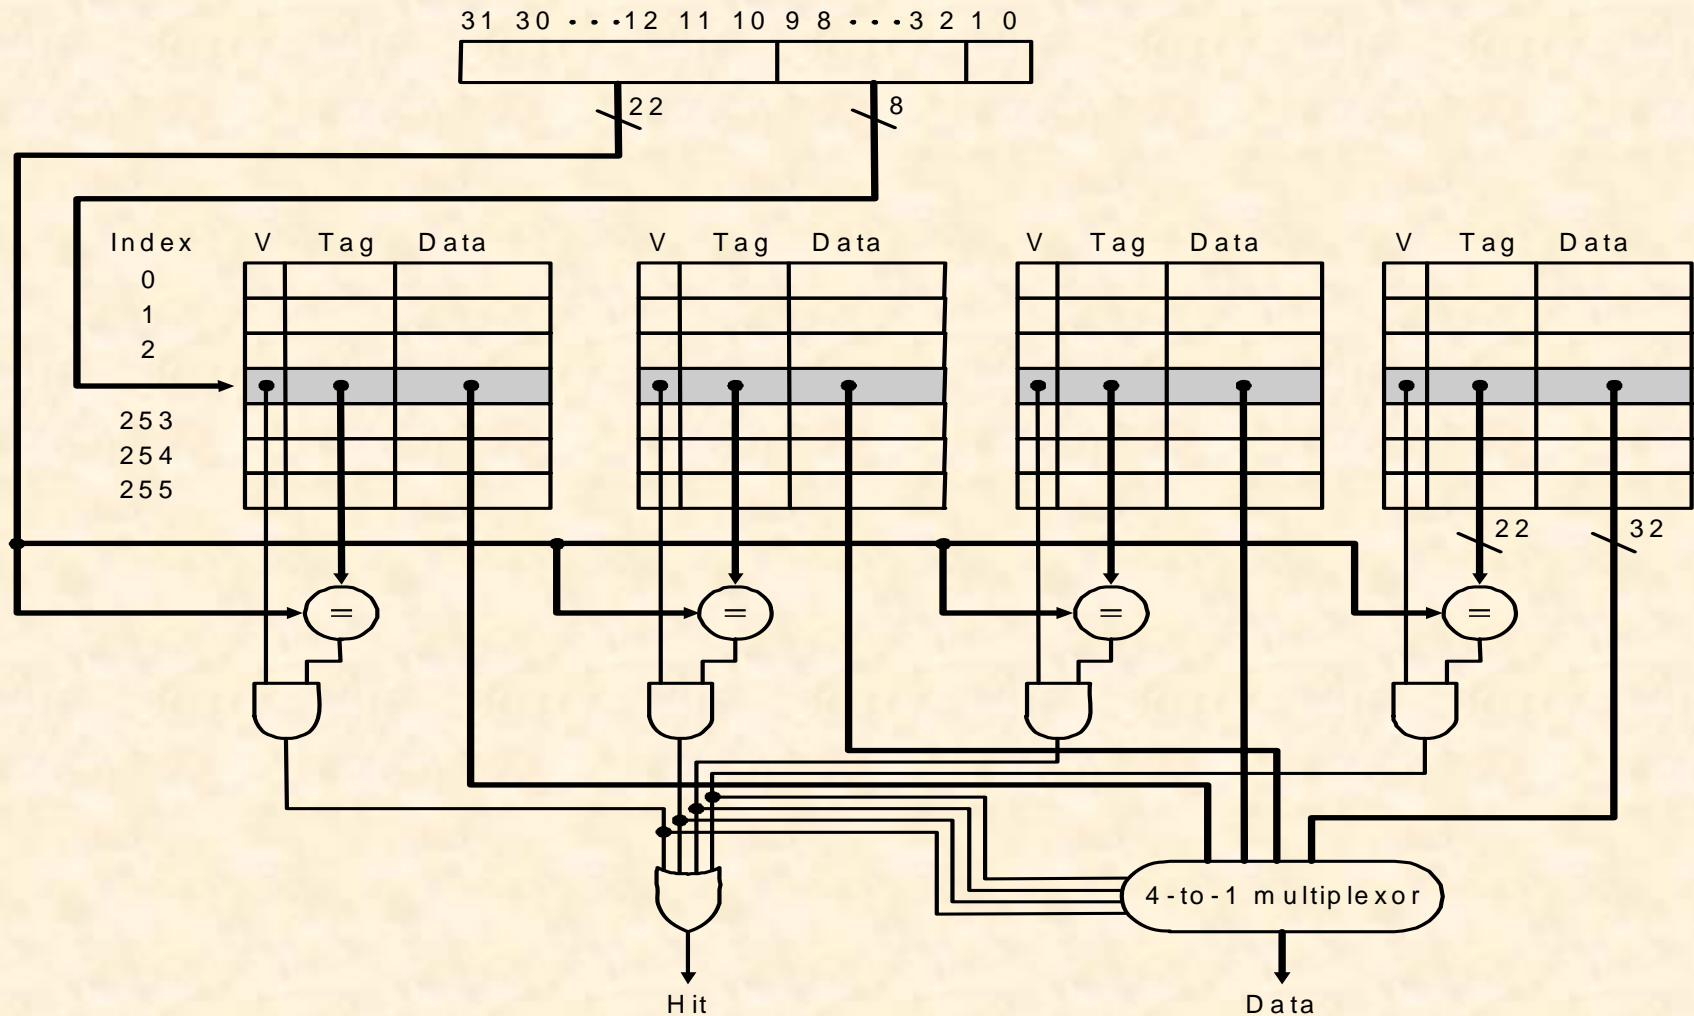 31 30 • • • 12 11 10 9 8 • • • 3 2 1 0
22 8
Index V Tag Data V Tag Data V Tag Data V Tag Data
0
1
2
253
254
255
22 32
= = = =
4-to-1 multiplexor
Hit Data